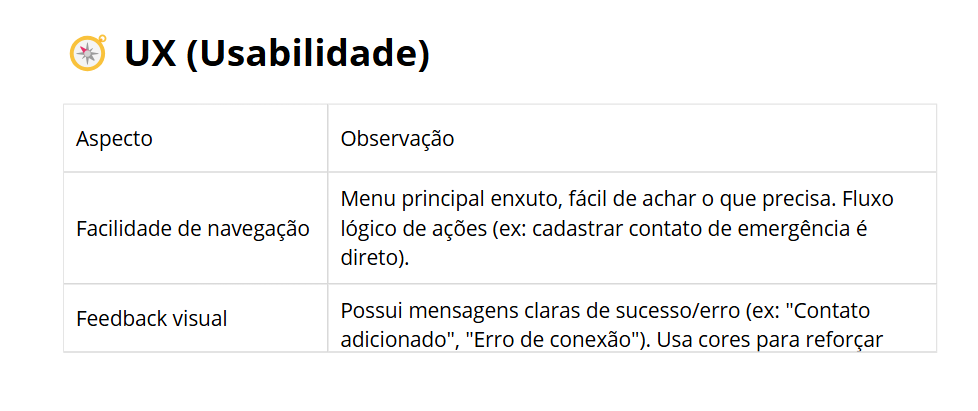 UX (Usabilidade)
Aspecto
Observação
Facilidade de navegação
Menu principal enxuto, fácil de achar o que precisa. Fluxo
lógico de ações (ex: cadastrar contato de emergência é
direto).
Feedback visual
Possui mensagens claras de sucesso/erro (ex: "Contato
adicionado", "Erro de conexão"). Usa cores para reforçar